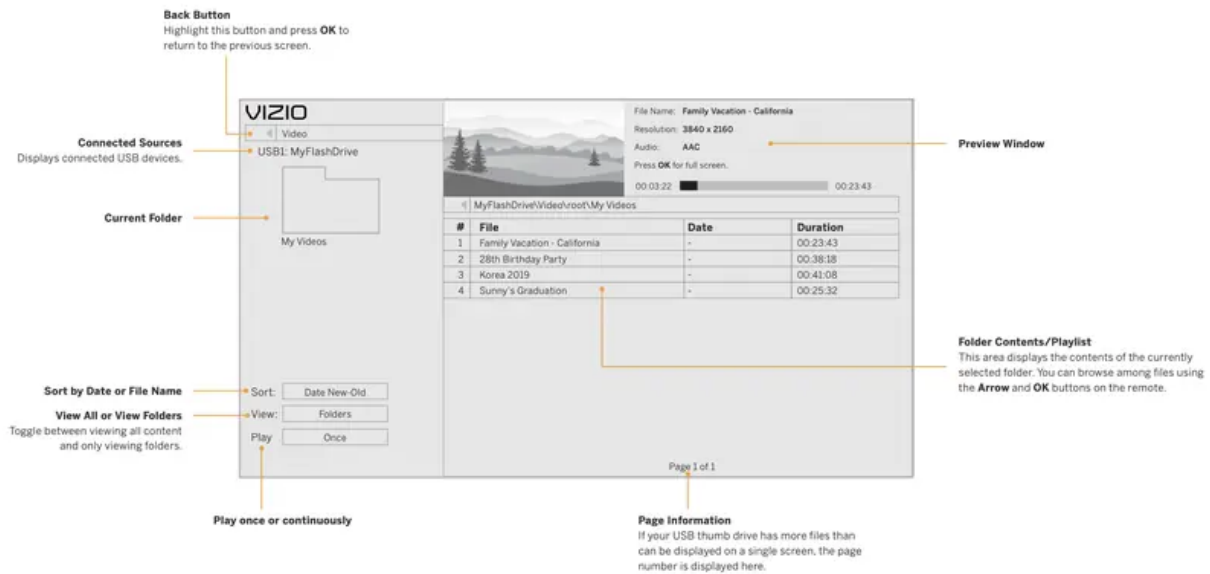 Back Button
Highlight this button and press OK to
return to the previous screen.
Connected Sources
Displays connected USB devices.
Current Folder
Sort by Date or File Name
View All or View Folders
Toggle between viewing all content
and only viewing folders.
Play once or continuously
VIZIO
Video
USB1: MyFlashDrive
My Videos
Sort: Date New-Old
View: Folders
Play Once
File Name: Family Vacation - California
Resolution: 3840 x 2160
Audio: AAC
Press OK for full screen.
00:03:22 00:23:43
MyFlashDrive\Video\root\My Videos
# File Date Duration
1 Family Vacation - California - 00:23:43
2 28th Birthday Party - 00:38:18
3 Korea 2019 - 00:41:08
4 Sunny's Graduation - 00:25:32
Page 1 of 1
Preview Window
Folder Contents/Playlist
This area displays the contents of the currently
selected folder. You can browse among files using
the Arrow and OK buttons on the remote.
Page Information
If your USB thumb drive has more files than
can be displayed on a single screen, the page
number is displayed here.